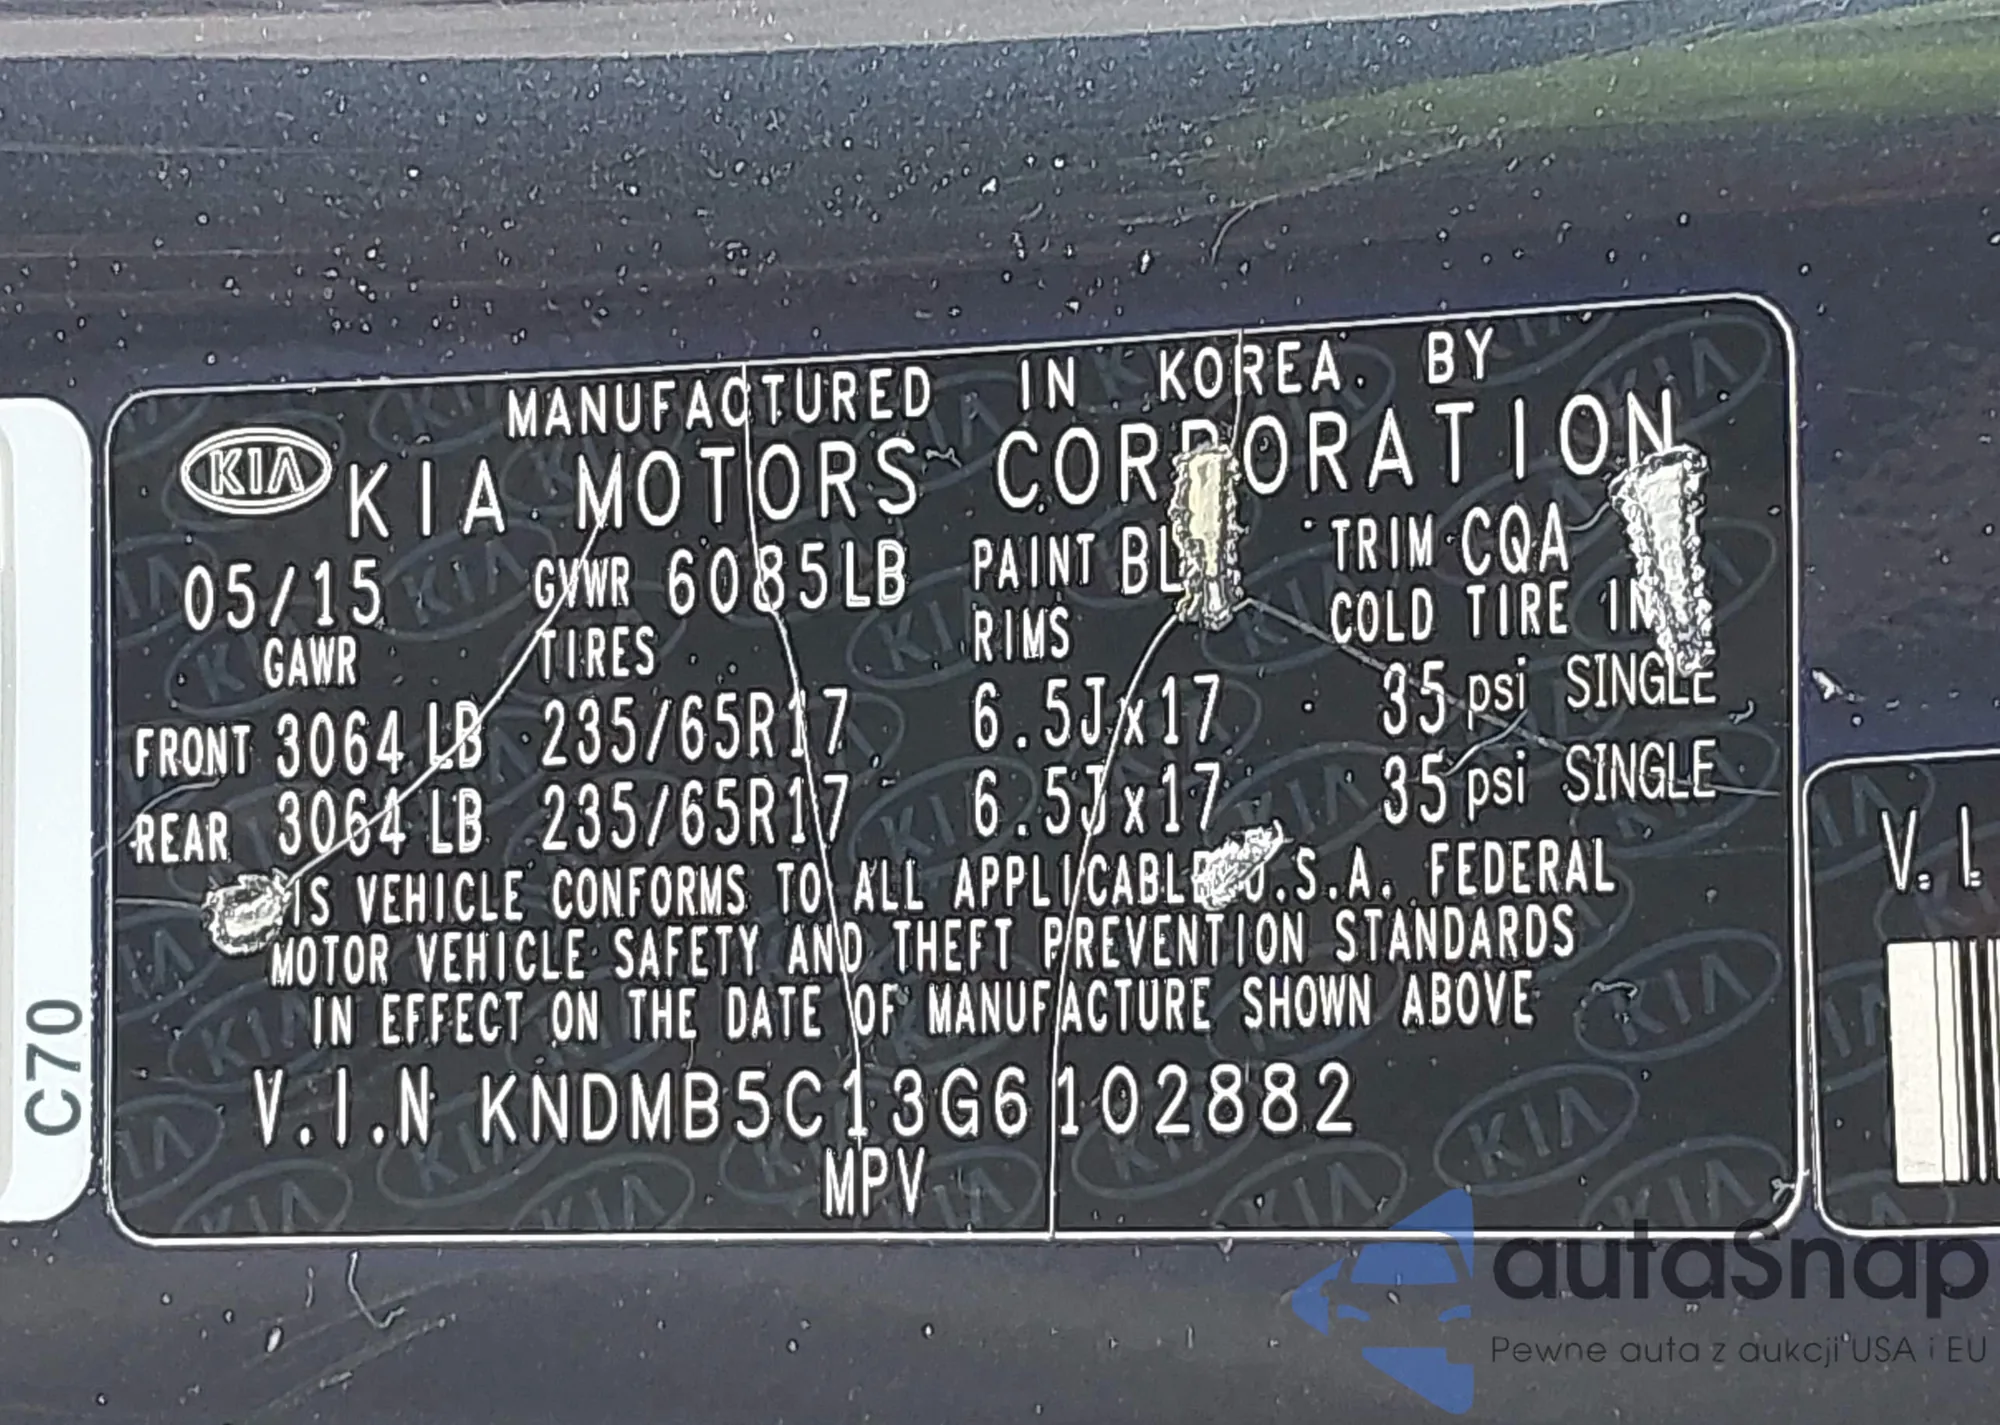 MANUFACTURED IN KOREA. BY
KIA KIA MOTORS CORPORATION
05/15 GVWR 6085LB PAINT TRIM CQA
GAWR TIRES RIMS COLD TIRE
FRONT 3064 LB 235/65R17 6.5Jx17 35 psi SINGLE
REAR 3064 LB 235/65R17 6.5Jx17 35 psi SINGLE
IS VEHICLE CONFORMS TO ALL APPLICABLE U.S.A. FEDERAL
MOTOR VEHICLE SAFETY AND THEFT PREVENTION STANDARDS
IN EFFECT ON THE DATE OF MANUFACTURE SHOWN ABOVE
V.I.N KNDMB5C13G6102882
MPV
C70
V.I.
autaSnap
Pewne auta z aukcji USA i EU